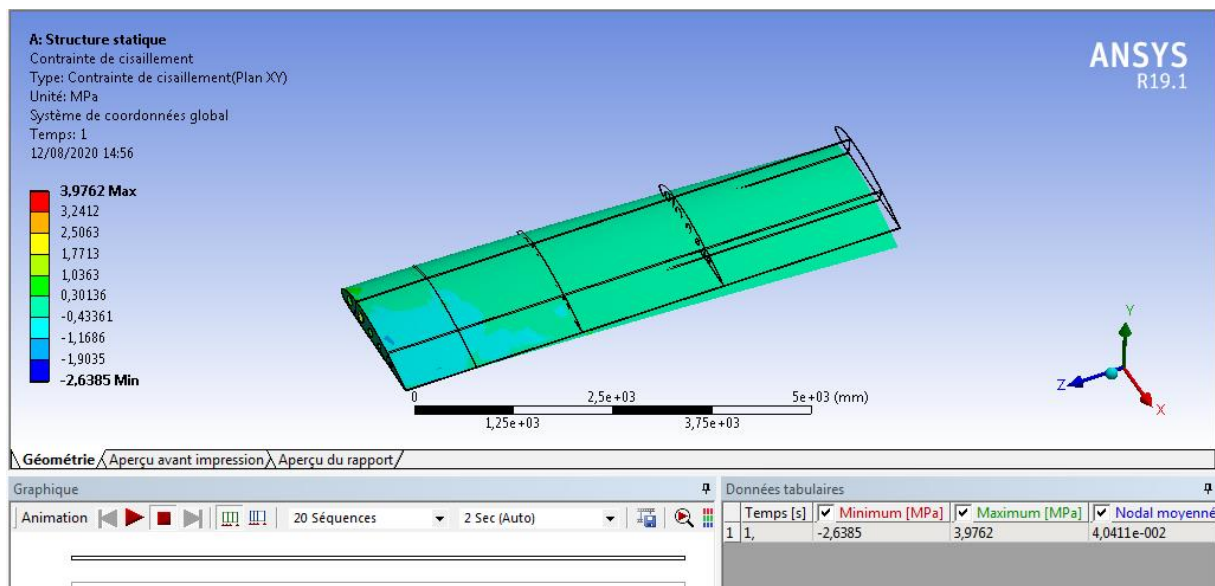 A: Structure statique
Contrainte de cisaillement
Type: Contrainte de cisaillement(Plan XY)
Unité: MPa
Système de coordonnées global
Temps: 1
12/08/2020 14:56
ANSYS
R19.1
3,9762 Max
3,2412
2,5063
1,7713
1,0363
0,30136
-0,43361
-1,1686
-1,9035
-2,6385 Min
0 2,5e+03 5e+03 (mm)
1,25e+03 3,75e+03
Y
Z
X
Géométrie Aperçu avant impression Aperçu du rapport
Graphique
Animation 20 Séquences 2 Sec (Auto)
Données tabulaires
Temps [s] Minimum [MPa] Maximum [MPa] Nodal moyenné
1 1, -2,6385 3,9762 4,0411e-002